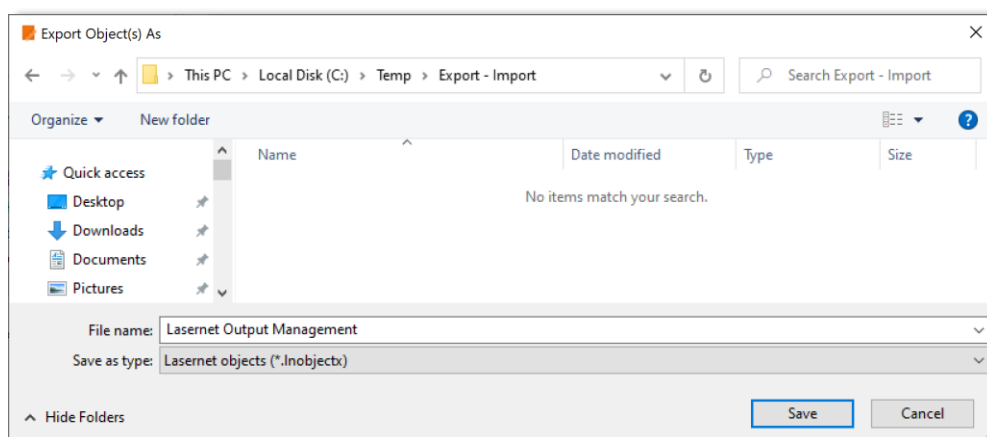 Export Object(s) As
This PC > Local Disk (C:) > Temp > Export - Import
Search Export - Import
Organize
New folder
Name
Date modified
Type
Size
Quick access
No items match your search.
Desktop
Downloads
Documents
Pictures
File name: Lasernet Output Management
Save as type: Lasernet objects (*.lnobjectx)
Hide Folders
Save
Cancel